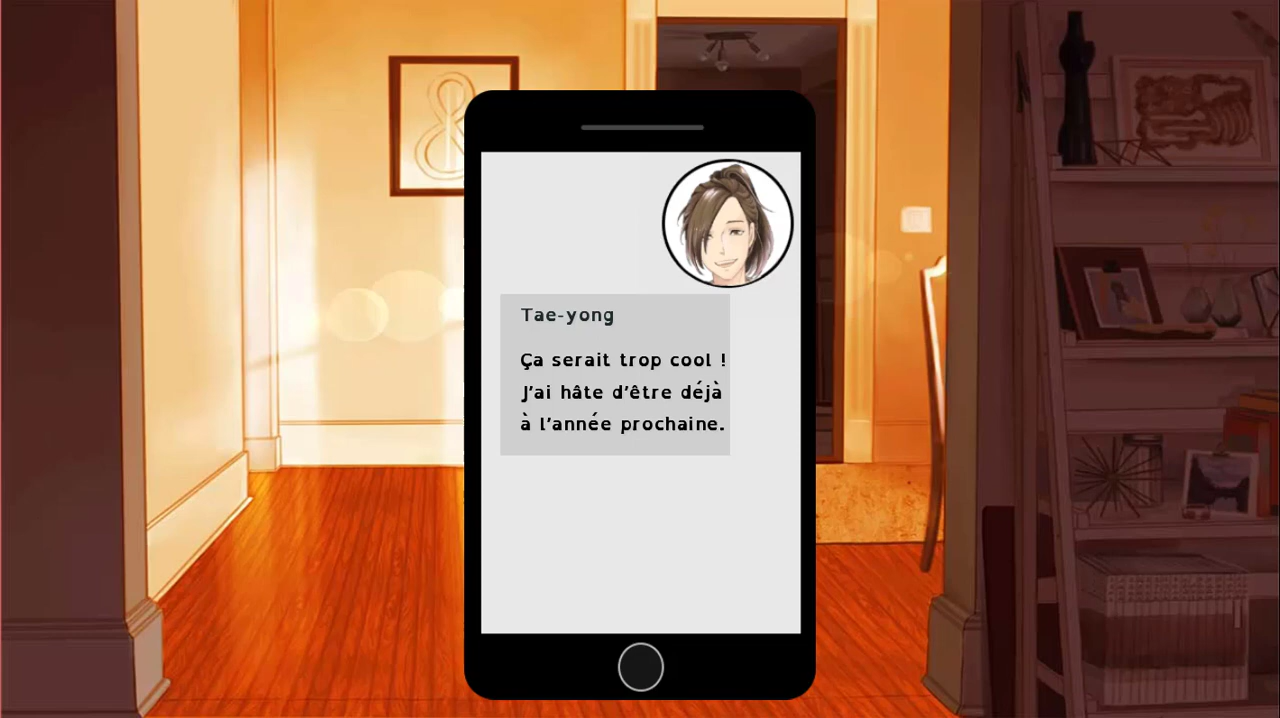 Tae-yong
Ça serait trop cool !
J'ai hâte d'être déjà
à l'année prochaine.
&